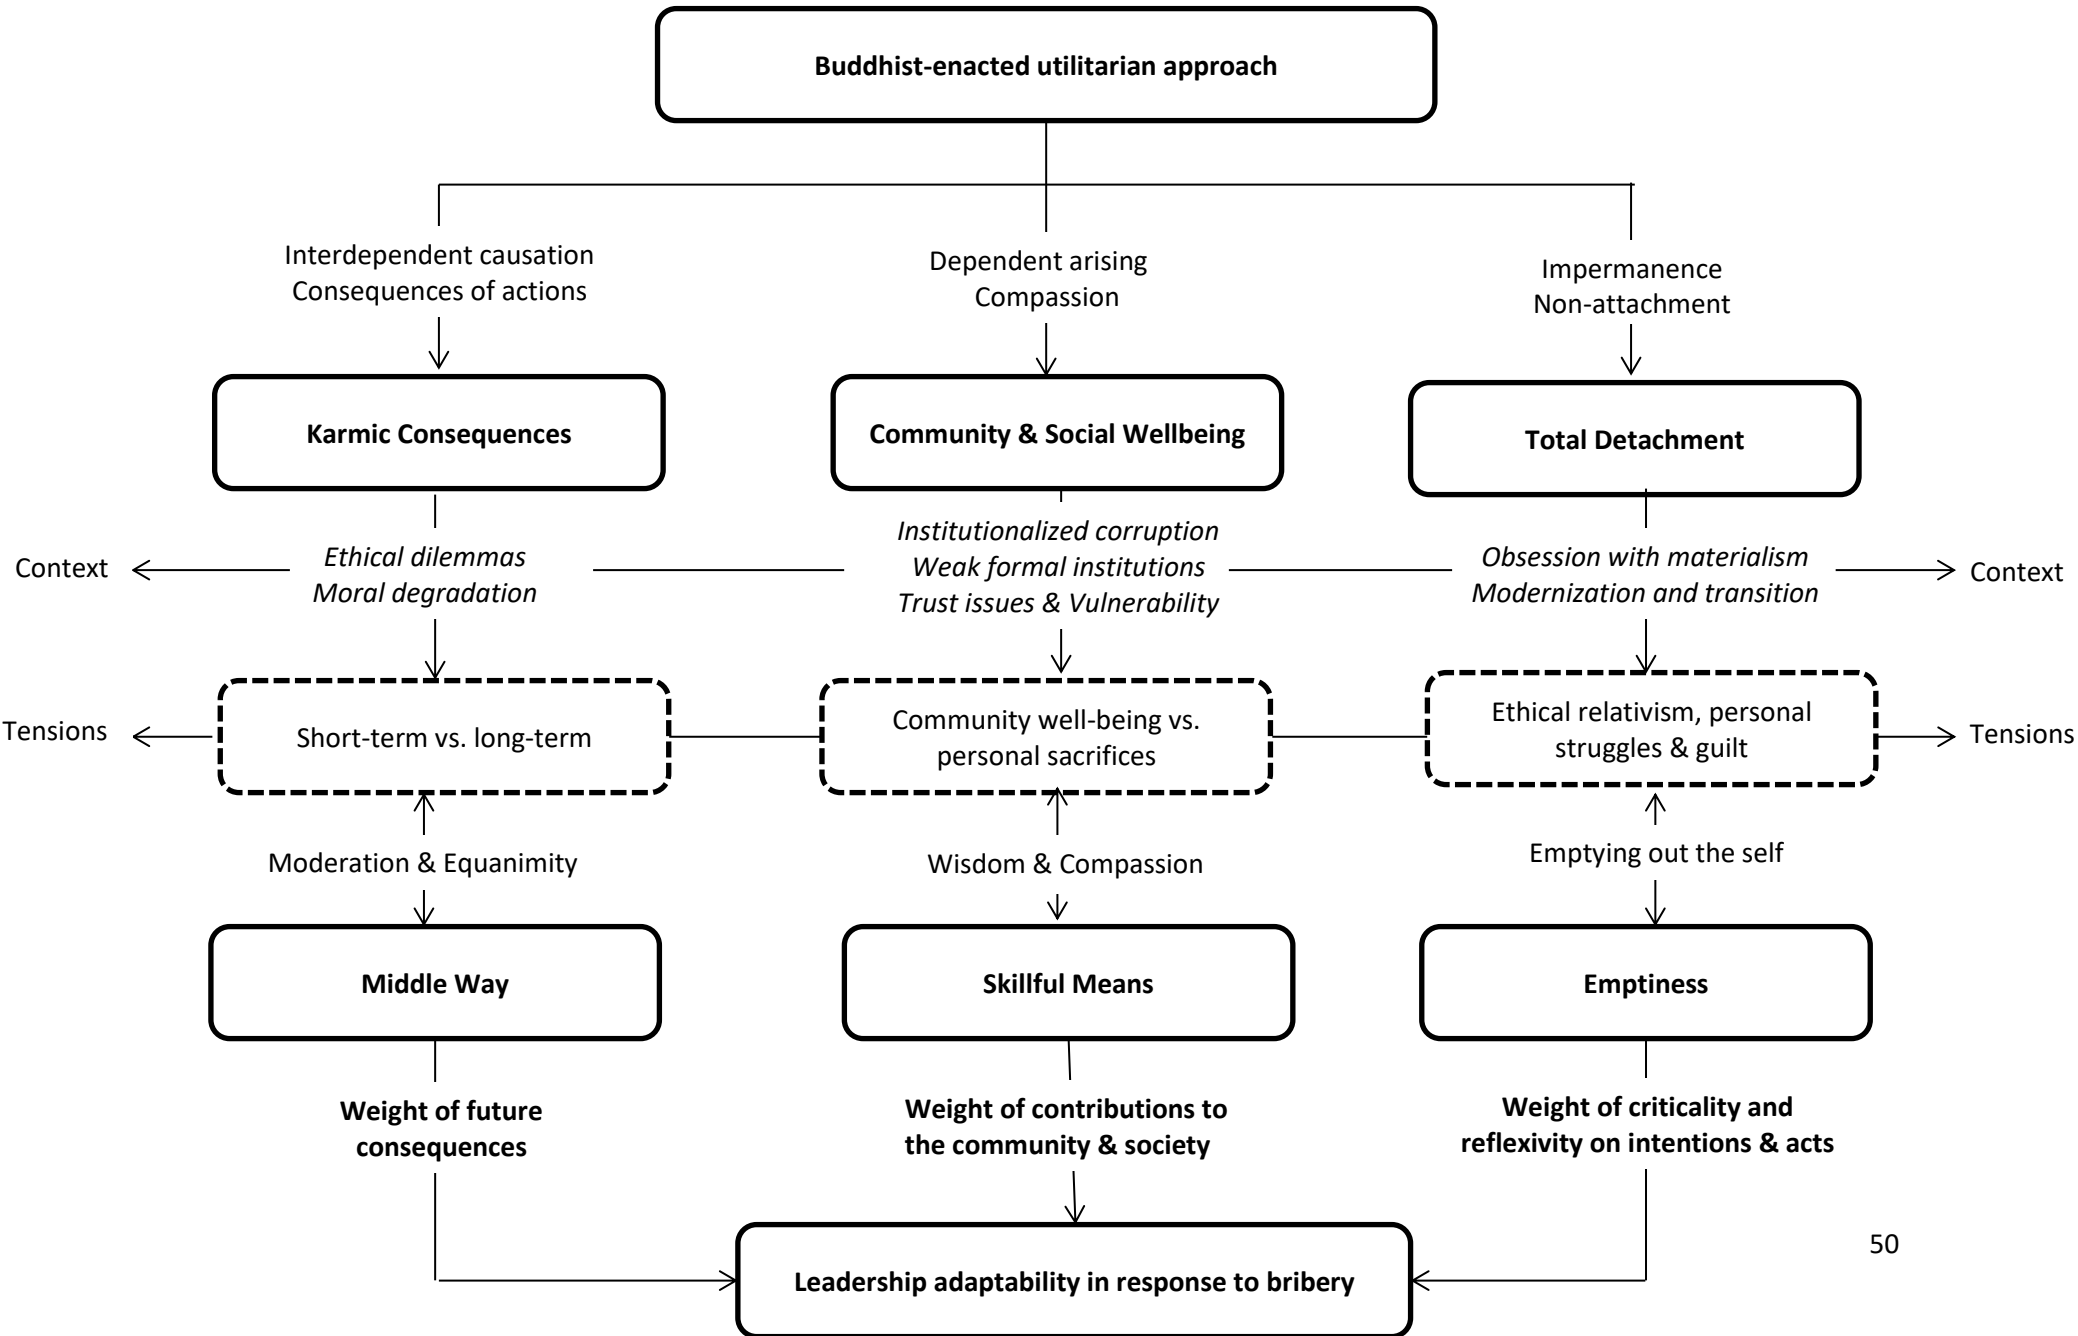 Buddhist-enacted utilitarian approach
Interdependent causation
Consequences of actions
Dependent arising
Compassion
Impermanence
Non-attachment
Karmic Consequences
Community & Social Wellbeing
Total Detachment
Context
Ethical dilemmas
Moral degradation
Institutionalized corruption
Weak formal institutions
Trust issues & Vulnerability
Obsession with materialism
Modernization and transition
Context
Tensions
Short-term vs. long-term
Community well-being vs.
personal sacrifices
Ethical relativism, personal
struggles & guilt
Tensions
Moderation & Equanimity
Wisdom & Compassion
Emptying out the self
Middle Way
Skillful Means
Emptiness
Weight of future
consequences
Weight of contributions to
the community & society
Weight of criticality and
reflexivity on intentions & acts
50
Leadership adaptability in response to bribery